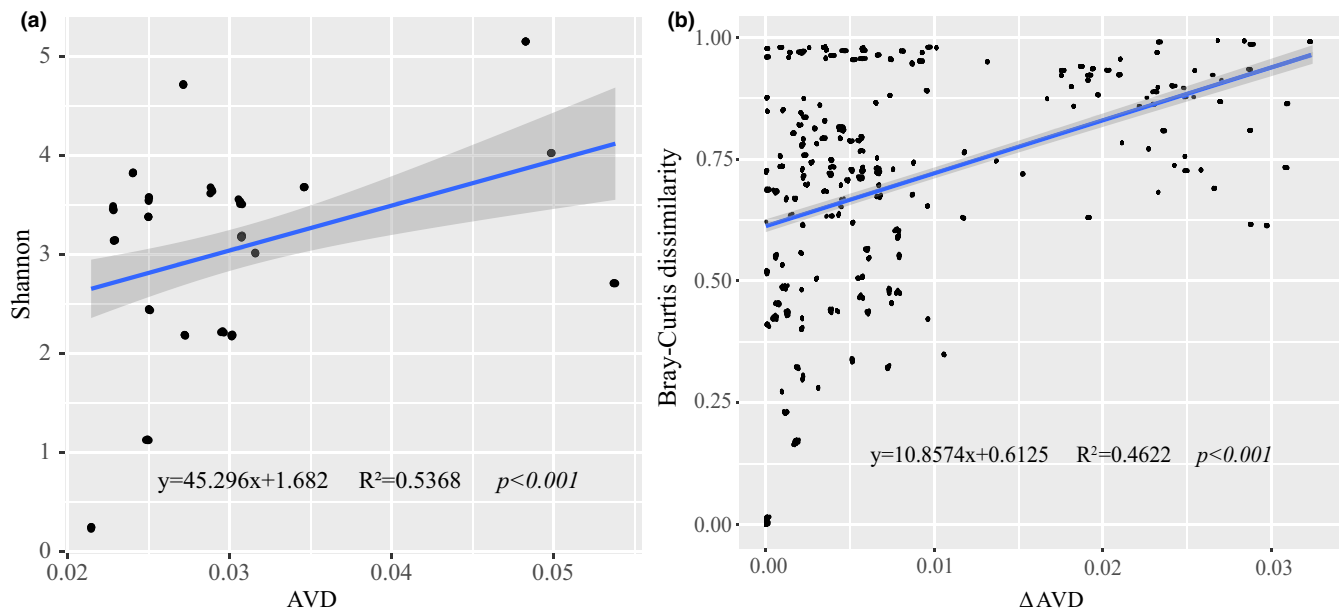 (a)
5
4
3
2
1
0
Shannon
y=45.296x+1.682 R²=0.5368 p<0.001
0.02 0.03 0.04 0.05
AVD
(b)
1.00
0.75
0.50
0.25
0.00
Bray-Curtis dissimilarity
y=10.8574x+0.6125 R²=0.4622 p<0.001
0.00 0.01 0.02 0.03
ΔAVD